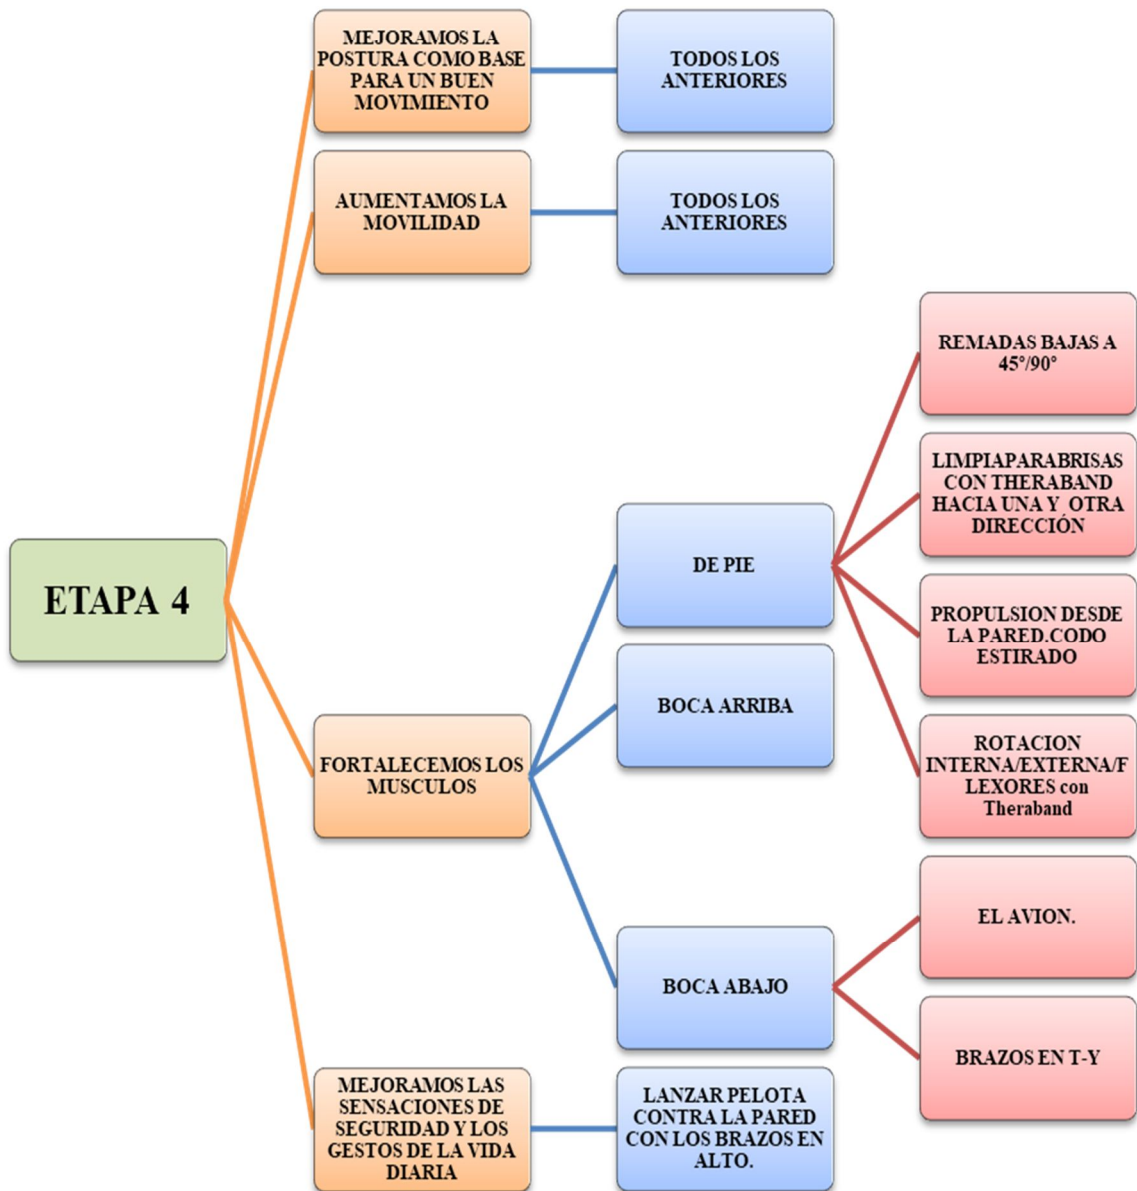 MEJORAMOS LA
POSTURA COMO BASE
PARA UN BUEN
MOVIMIENTO
TODOS LOS
ANTERIORES
AUMENTAMOS LA
MOVILIDAD
TODOS LOS
ANTERIORES
ETAPA 4
FORTALECEMOS LOS
MUSCULOS
DE PIE
REMADAS BAJAS A
45°/90°
LIMPIAPARABRISAS
CON THERABAND
HACIA UNA Y OTRA
DIRECCIÓN
PROPULSION DESDE
LA PARED.CODO
ESTIRADO
ROTACION
INTERNA/EXTERNA/F
LEXORES con
Theraband
BOCA ARRIBA
BOCA ABAJO
EL AVION.
BRAZOS EN T-Y
MEJORAMOS LAS
SENSACIONES DE
SEGURIDAD Y LOS
GESTOS DE LA VIDA
DIARIA
LANZAR PELOTA
CONTRA LA PARED
CON LOS BRAZOS EN
ALTO.